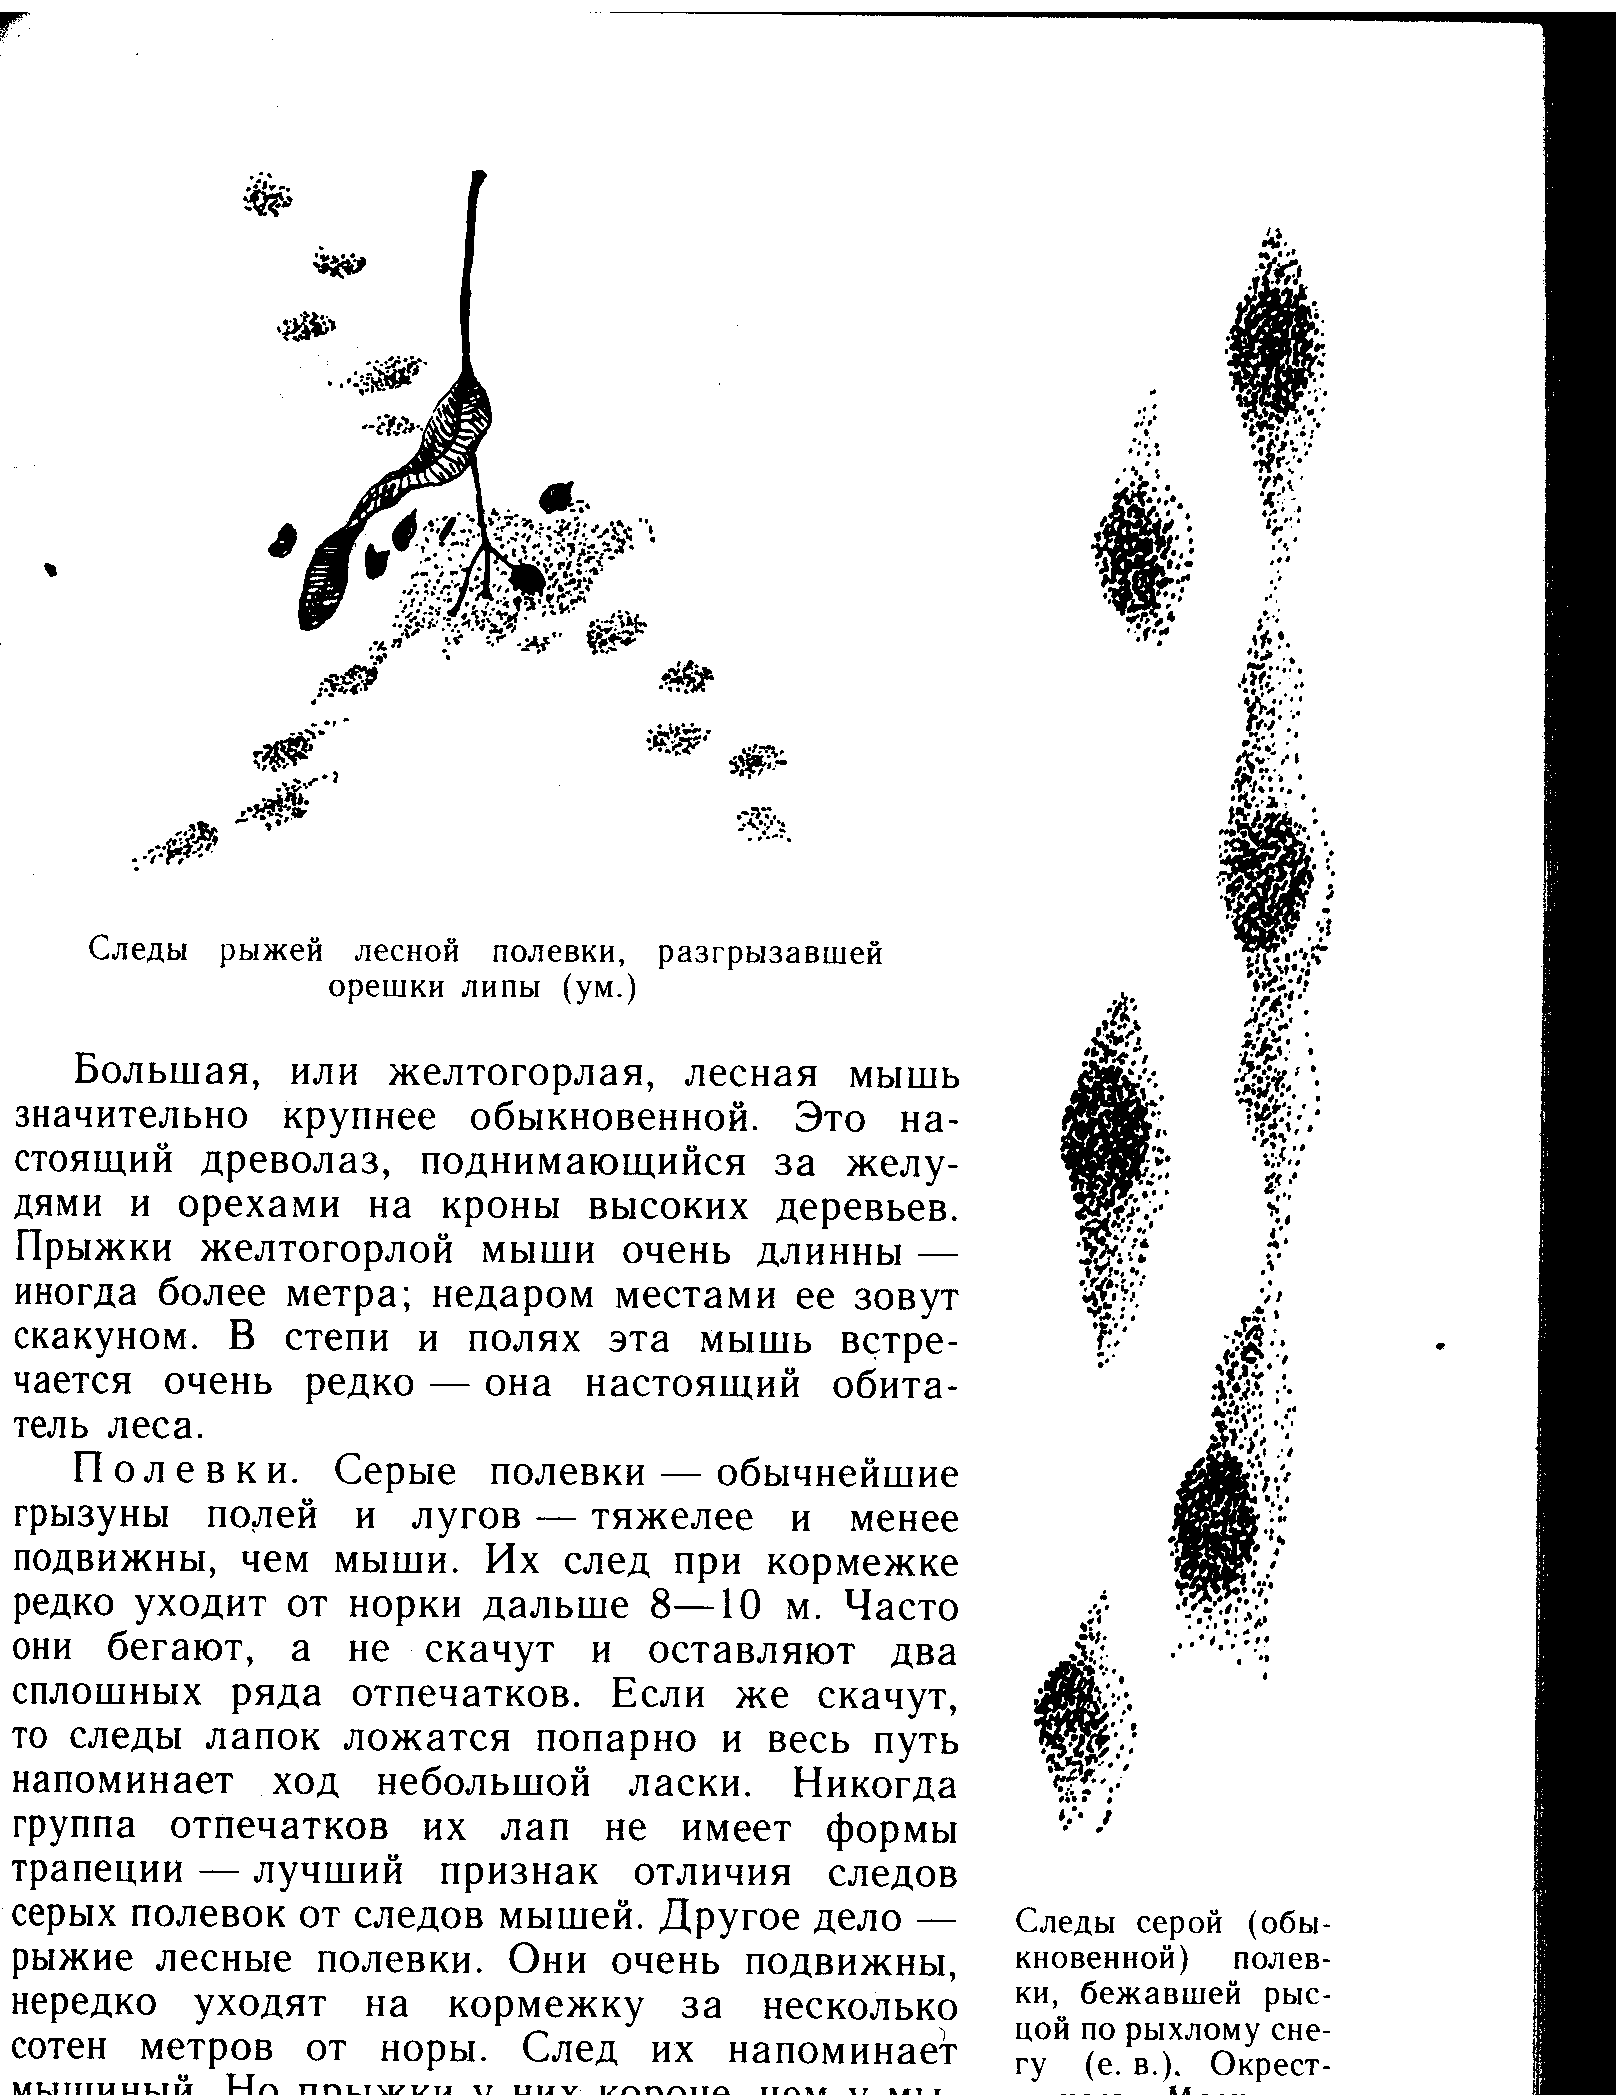 Следы рыжей лесной полевки, разгрызавшей
орешки липы (ум.)
Большая, или желтогорлая, лесная мышь
значительно крупнее обыкновенной. Это на-
стоящий древолаз, поднимающийся за желу-
дями и орехами на кроны высоких деревьев.
Прыжки желтогорлой мыши очень длинны —
иногда более метра; недаром местами ее зовут
скакуном. В степи и полях эта мышь встре-
чается очень редко — она настоящий обита-
тель леса.
Полевки. Серые полевки — обычнейшие
грызуны полей и лугов — тяжелее и менее
подвижны, чем мыши. Их след при кормежке
редко уходит от норки дальше 8—10 м. Часто
они бегают, а не скачут и оставляют два
сплошных ряда отпечатков. Если же скачут,
то следы лапок ложатся попарно и весь путь
напоминает ход небольшой ласки. Никогда
группа отпечатков их лап не имеет формы
трапеции — лучший признак отличия следов
серых полевок от следов мышей. Другое дело —
рыжие лесные полевки. Они очень подвижны,
нередко уходят на кормежку за несколько
сотен метров от норы. След их напоминает
мышиный. Но прыжки у них короче, чем у мы-
Следы серой (обы-
кновенной) полев-
ки, бежавшей рыс-
цой по рыхлому сне-
гу (е. в.). Окрест-